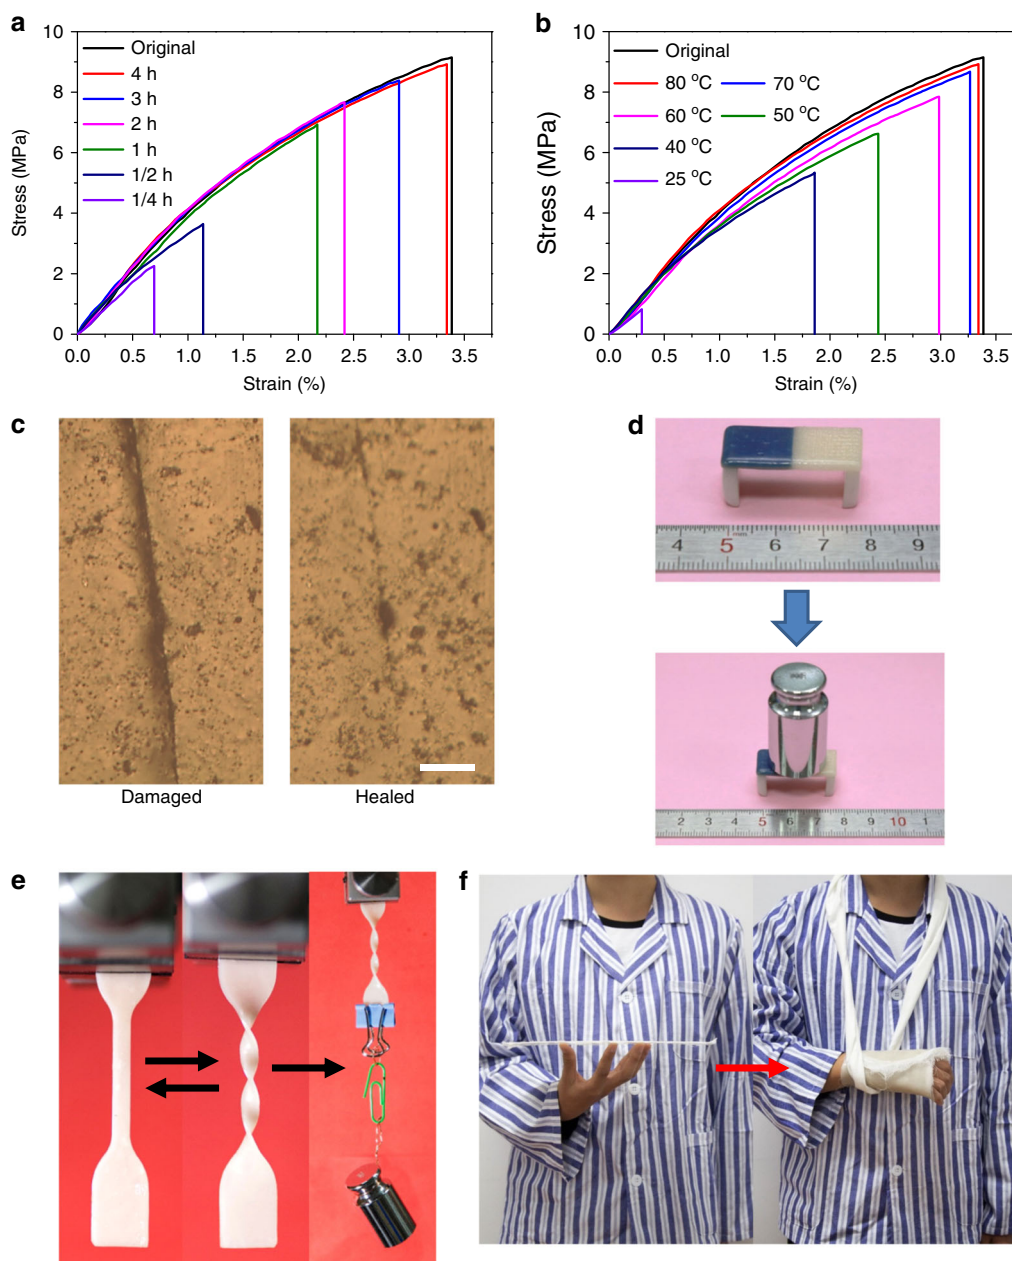 a
10
8
6
4
2
0
Stress (MPa)
Original
4 h
3 h
2 h
1 h
1/2 h
1/4 h
0.0 0.5 1.0 1.5 2.0 2.5 3.0 3.5
Strain (%)
b
10
8
6
4
2
0
Stress (MPa)
Original
80 °C 70 °C
60 °C 50 °C
40 °C
25 °C
0.0 0.5 1.0 1.5 2.0 2.5 3.0 3.5
Strain (%)
c
Damaged
Healed
d
mm
4 5 6 7 8 9
2 3 4 5 6 7 8 9 10 1
e
f